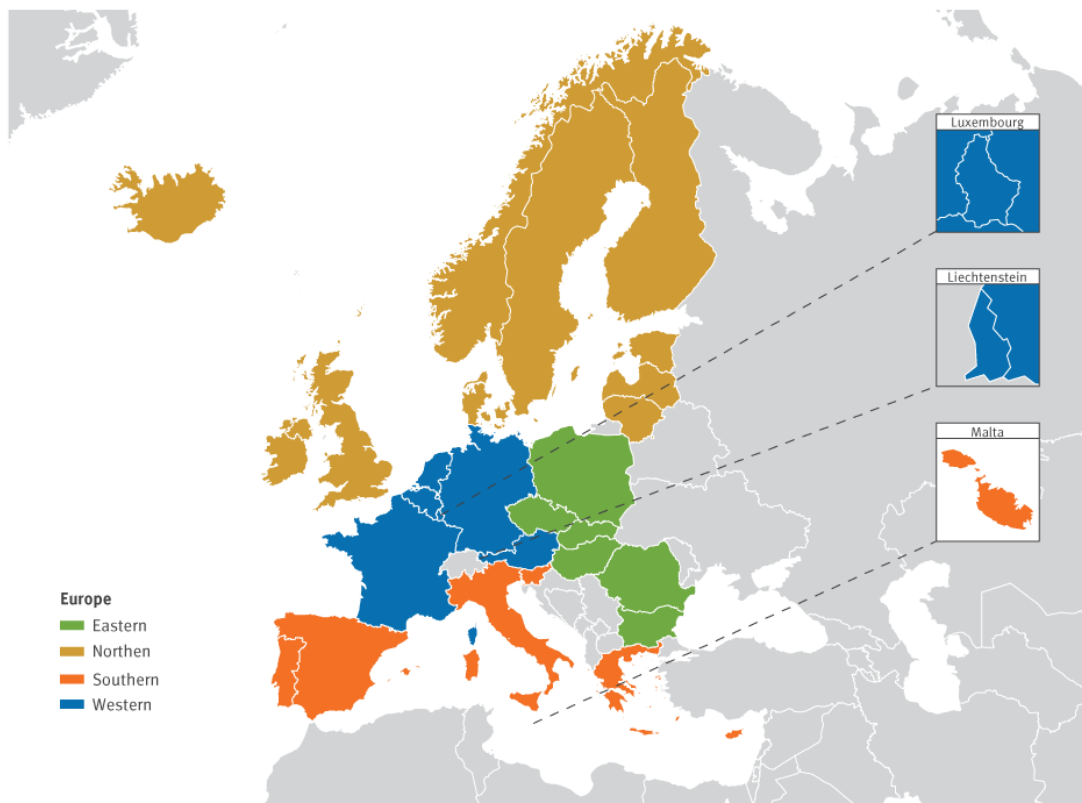 Luxembourg
Liechtenstein
Malta
Europe
Eastern
Northen
Southern
Western